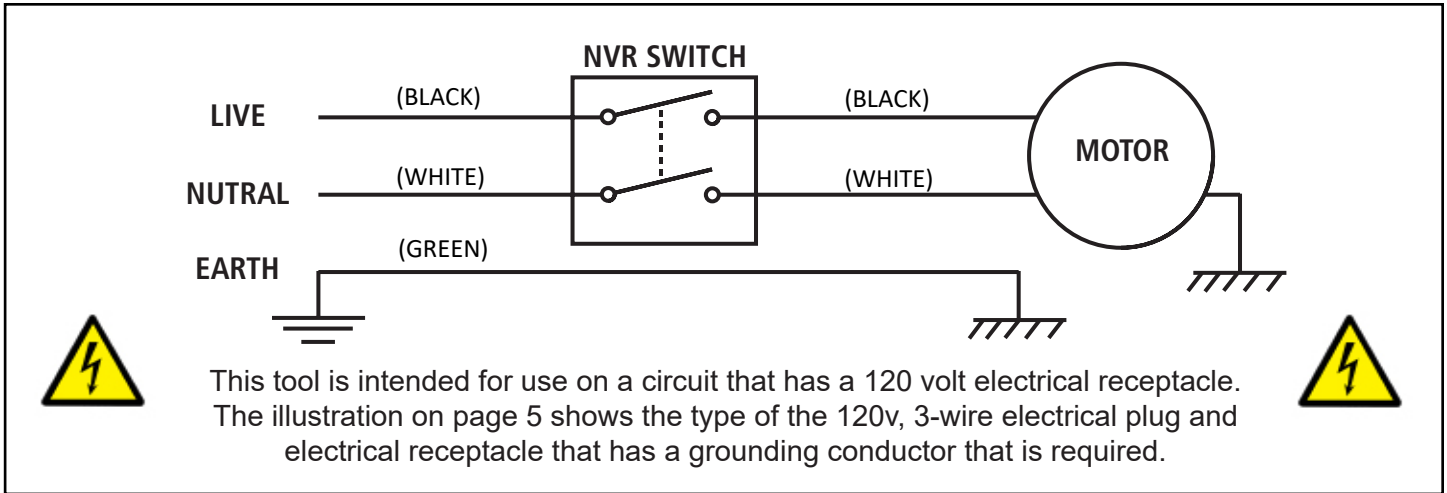 NVR SWITCH
LIVE
(BLACK)
(BLACK)
MOTOR
NUTRAL
(WHITE)
(WHITE)
EARTH
(GREEN)
This tool is intended for use on a circuit that has a 120 volt electrical receptacle.
The illustration on page 5 shows the type of the 120v, 3-wire electrical plug and
electrical receptacle that has a grounding conductor that is required.